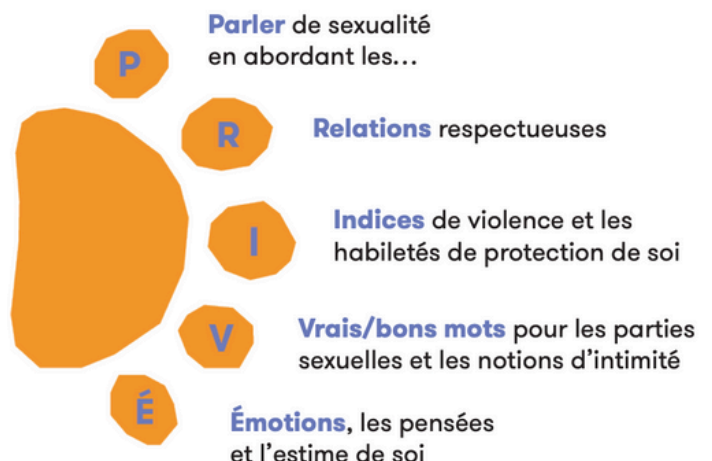 P
Parler de sexualité
en abordant les...
R
Relations respectueuses
I
Indices de violence et les
habiletés de protection de soi
V
Vrais/bons mots pour les parties
sexuelles et les notions d'intimité
É
Émotions, les pensées
et l'estime de soi